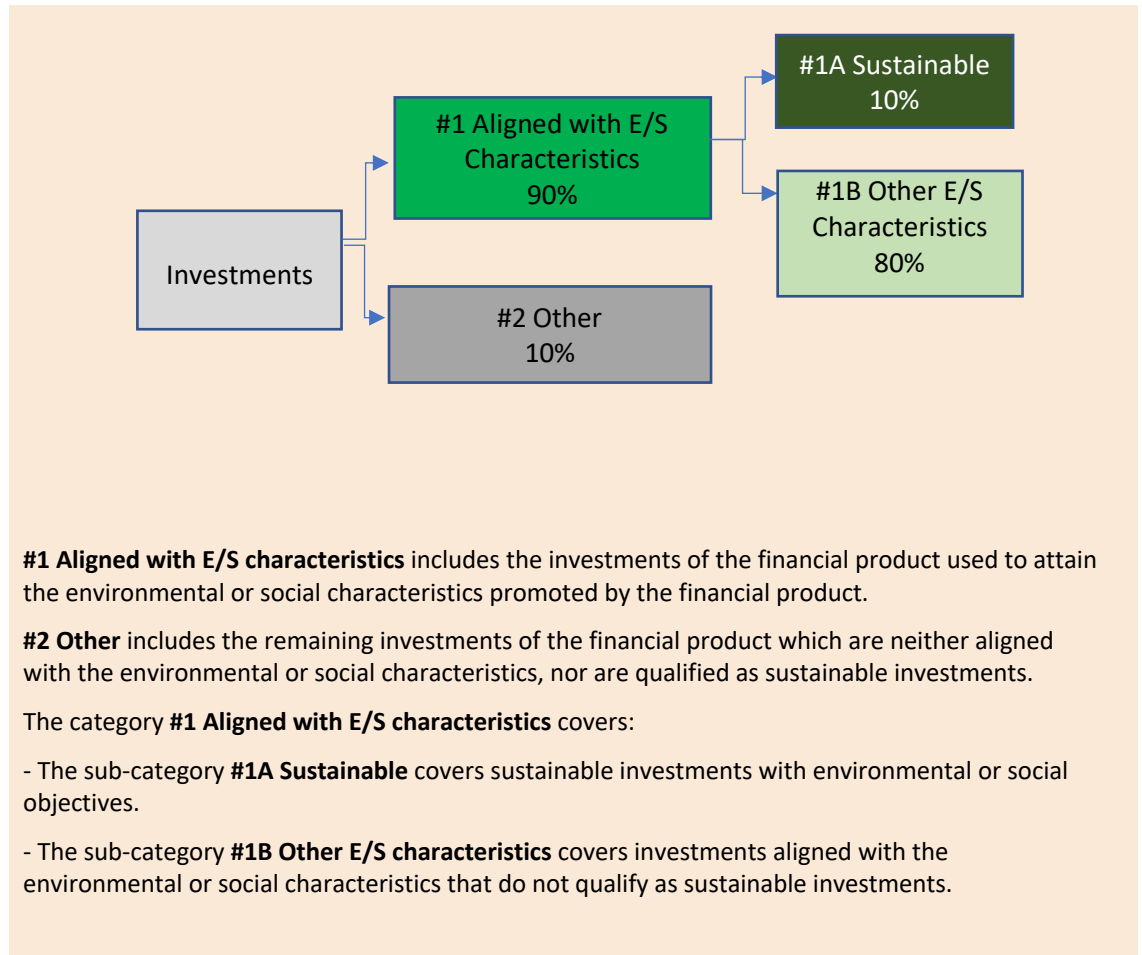 #1A Sustainable
10%
#1 Aligned with E/S
Characteristics
90%
#1B Other E/S
Characteristics
80%
Investments
#2 Other
10%
#1 Aligned with E/S characteristics includes the investments of the financial product used to attain
the environmental or social characteristics promoted by the financial product.
#2 Other includes the remaining investments of the financial product which are neither aligned
with the environmental or social characteristics, nor are qualified as sustainable investments.
The category #1 Aligned with E/S characteristics covers:
- The sub-category #1A Sustainable covers sustainable investments with environmental or social
objectives.
- The sub-category #1B Other E/S characteristics covers investments aligned with the
environmental or social characteristics that do not qualify as sustainable investments.